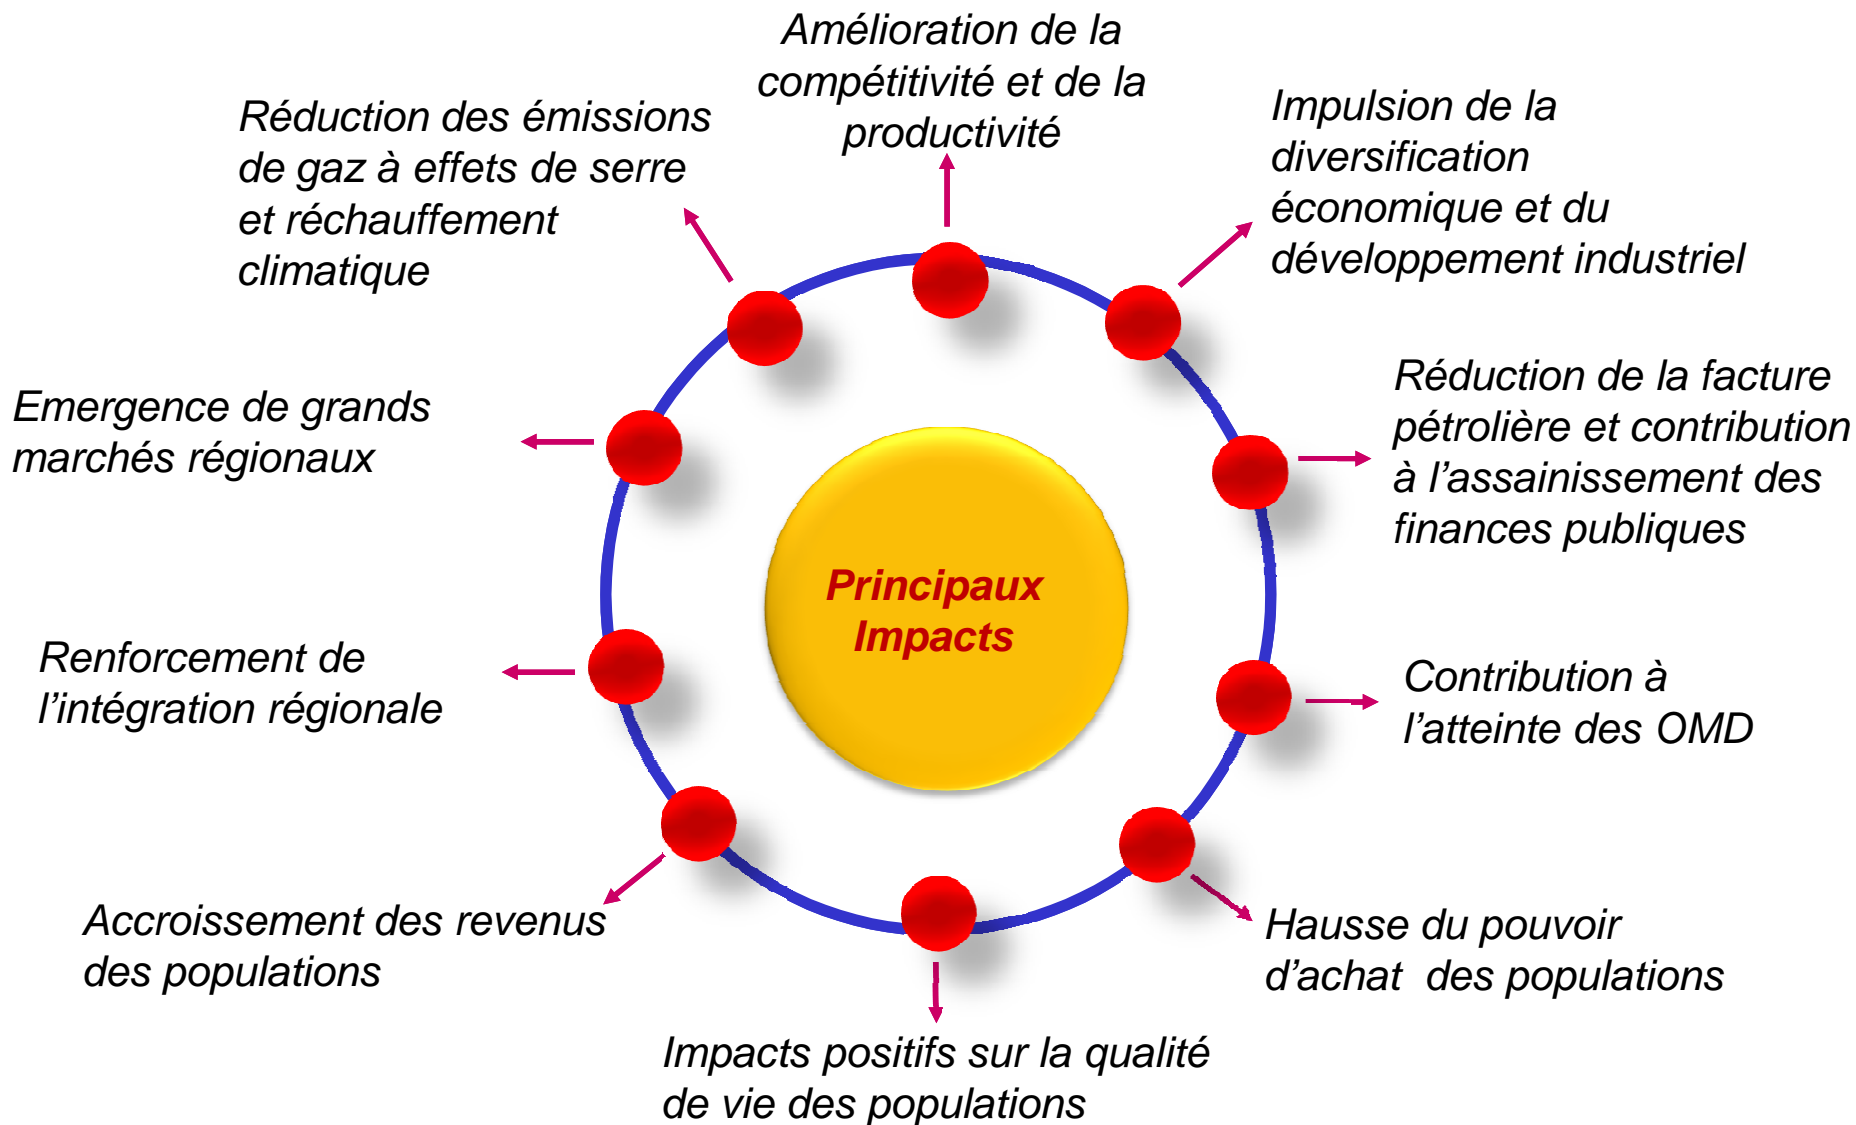 Amélioration de la
compétitivité et de la
productivité
Impulsion de la
diversification
économique et du
développement industriel
Réduction de la facture
pétrolière et contribution
à l’assainissement des
finances publiques
Contribution à
l’atteinte des OMD
Hausse du pouvoir
d’achat  des populations
Impacts positifs sur la qualité
de vie des populations
Accroissement des revenus
des populations
Renforcement de
l’intégration régionale
Emergence de grands
marchés régionaux
Réduction des émissions
de gaz à effets de serre
et réchauffement
climatique
Principaux
Impacts